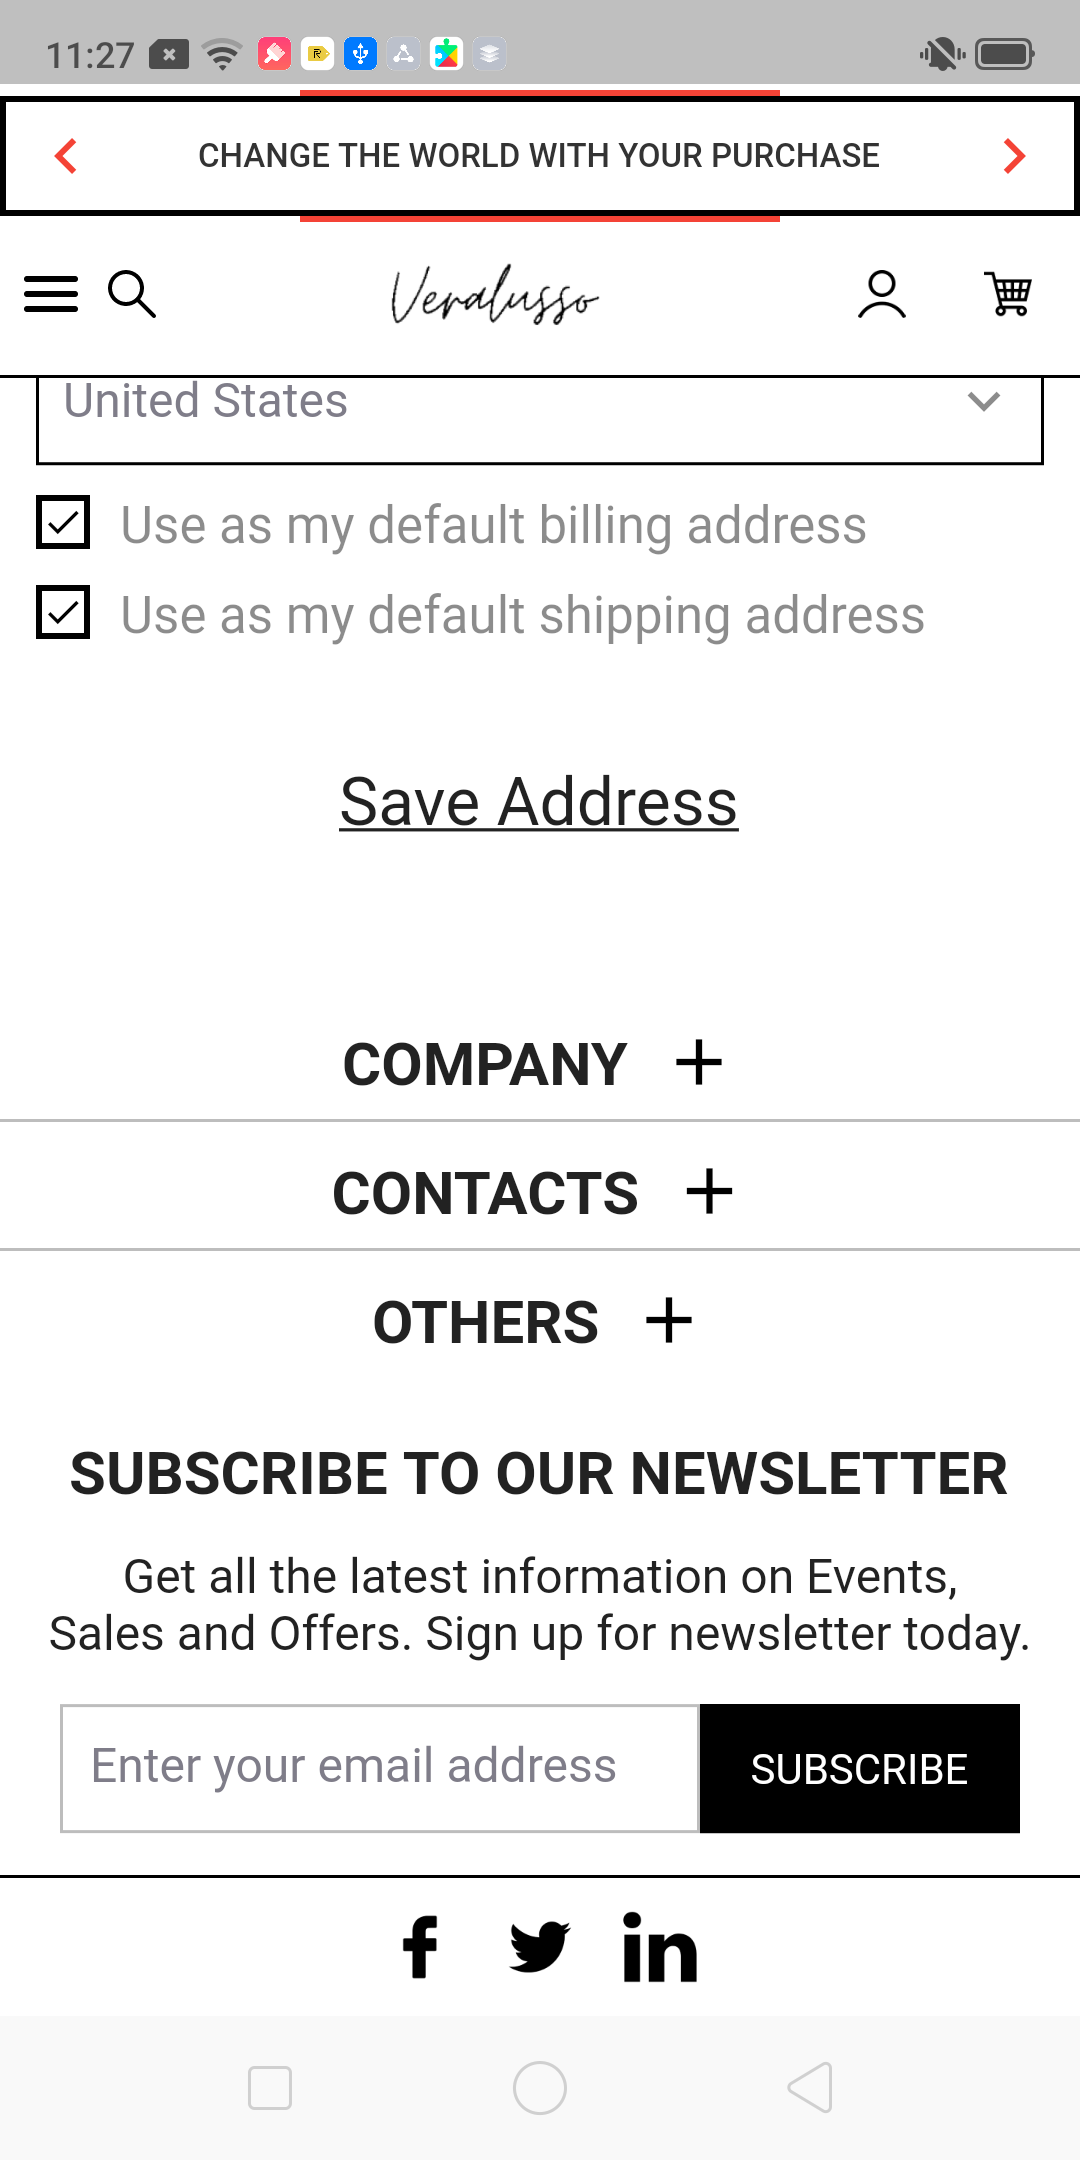 11:27
CHANGE THE WORLD WITH YOUR PURCHASE
Veralusso
United States
Use as my default billing address
Use as my default shipping address
Save Address
COMPANY +
CONTACTS +
OTHERS +
SUBSCRIBE TO OUR NEWSLETTER
Get all the latest information on Events,
Sales and Offers. Sign up for newsletter today.
Enter your email address
SUBSCRIBE